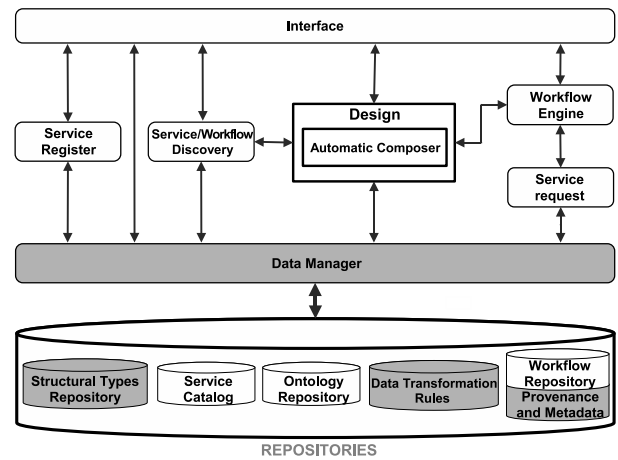 Interface
Service
Register
Service/Workflow
Discovery
Design
Automatic Composer
Workflow
Engine
Service
request
Data Manager
Structural Types
Repository
Service
Catalog
Ontology
Repository
Data Transformation
Rules
Workflow
Repository
Provenance
and Metadata
REPOSITORIES